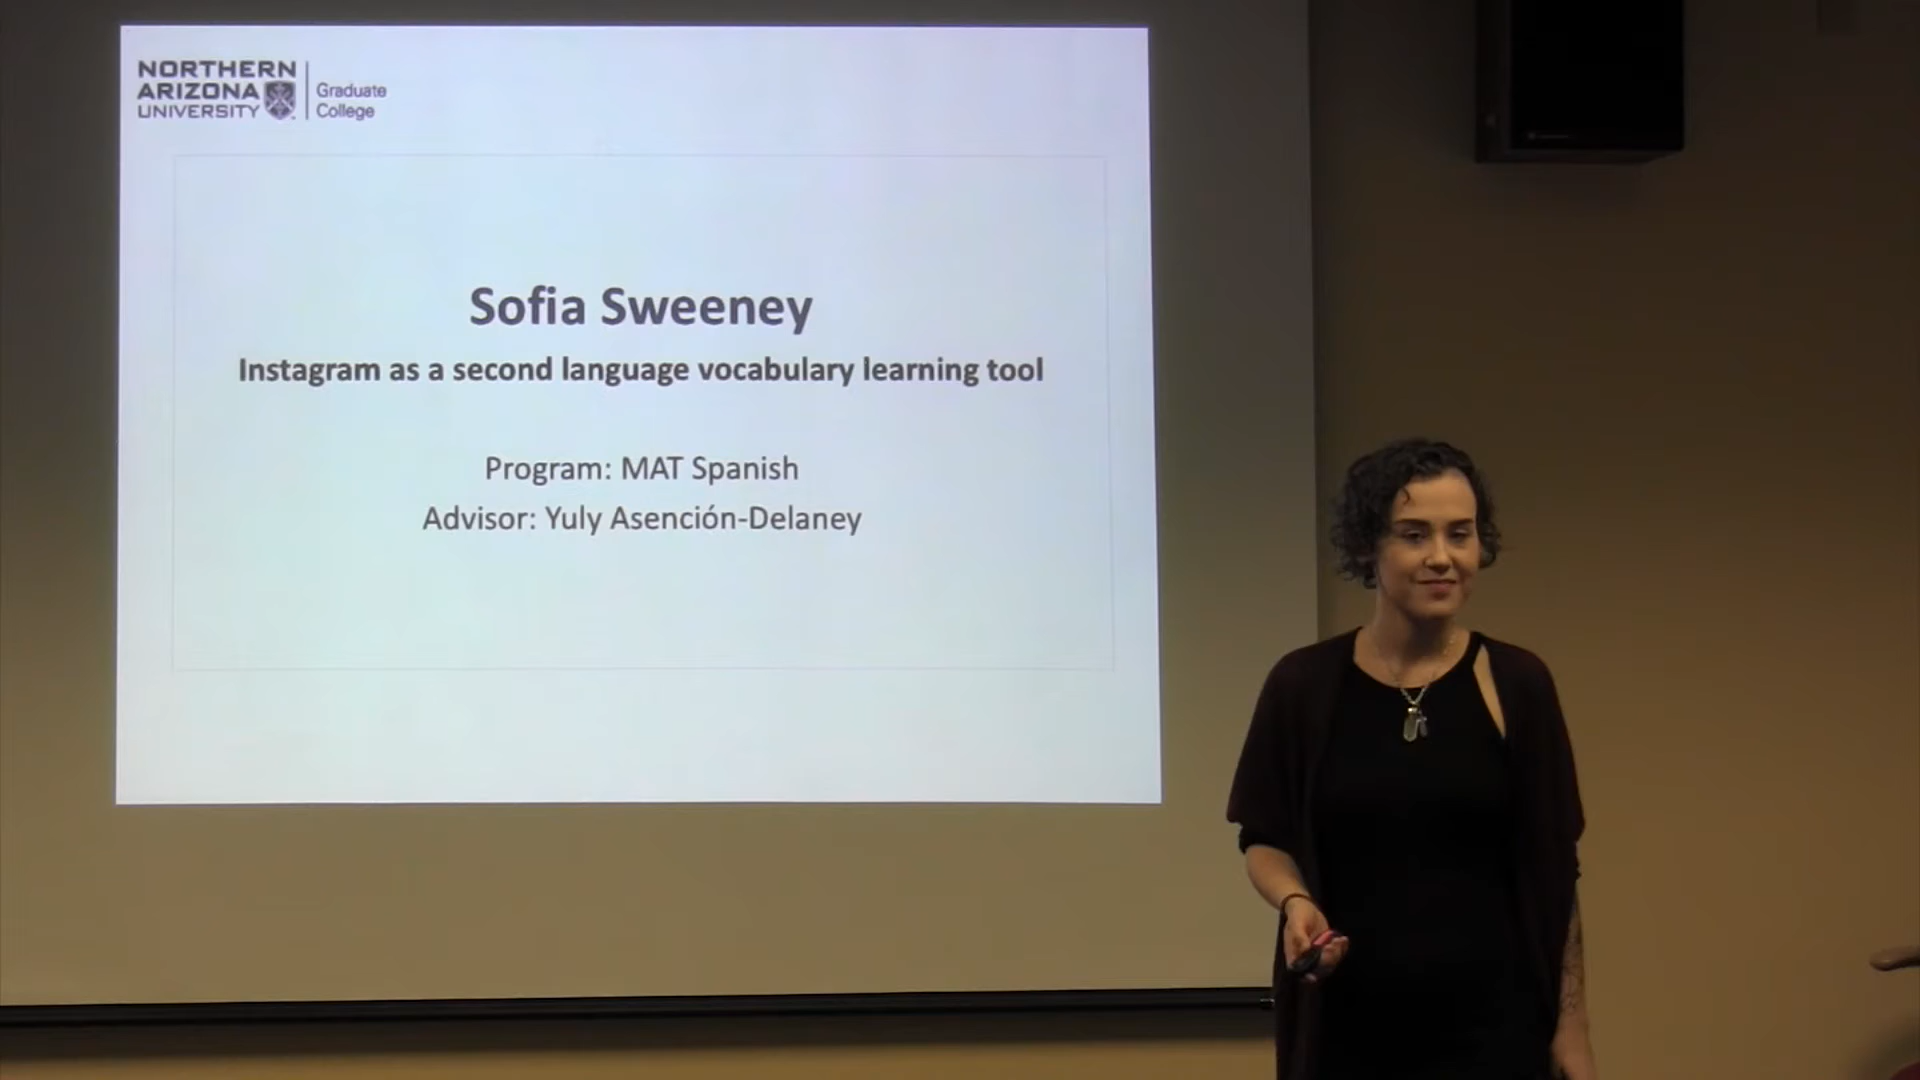 NORTHERN
ARIZONA
UNIVERSITY
Graduate
College
Sofia Sweeney
Instagram as a second language vocabulary learning tool
Program: MAT Spanish
Advisor: Yuly Asención-Delaney